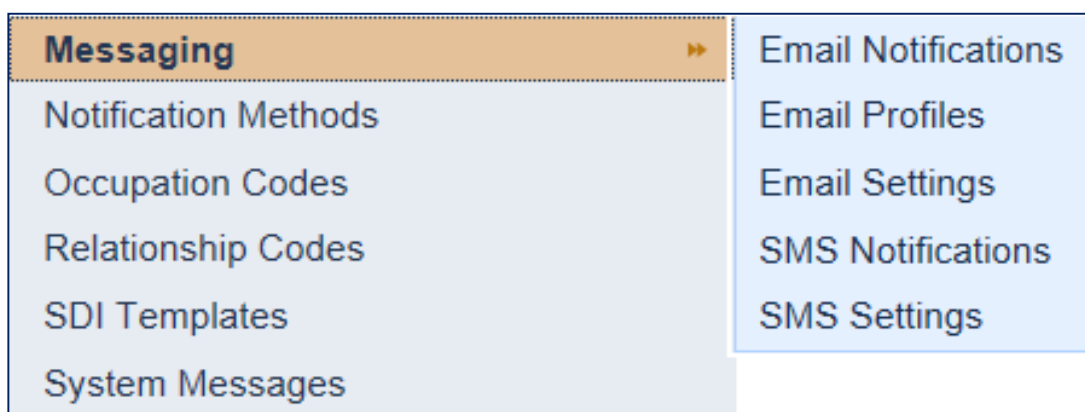 Messaging
Notification Methods
Occupation Codes
Relationship Codes
SDI Templates
System Messages
Email Notifications
Email Profiles
Email Settings
SMS Notifications
SMS Settings